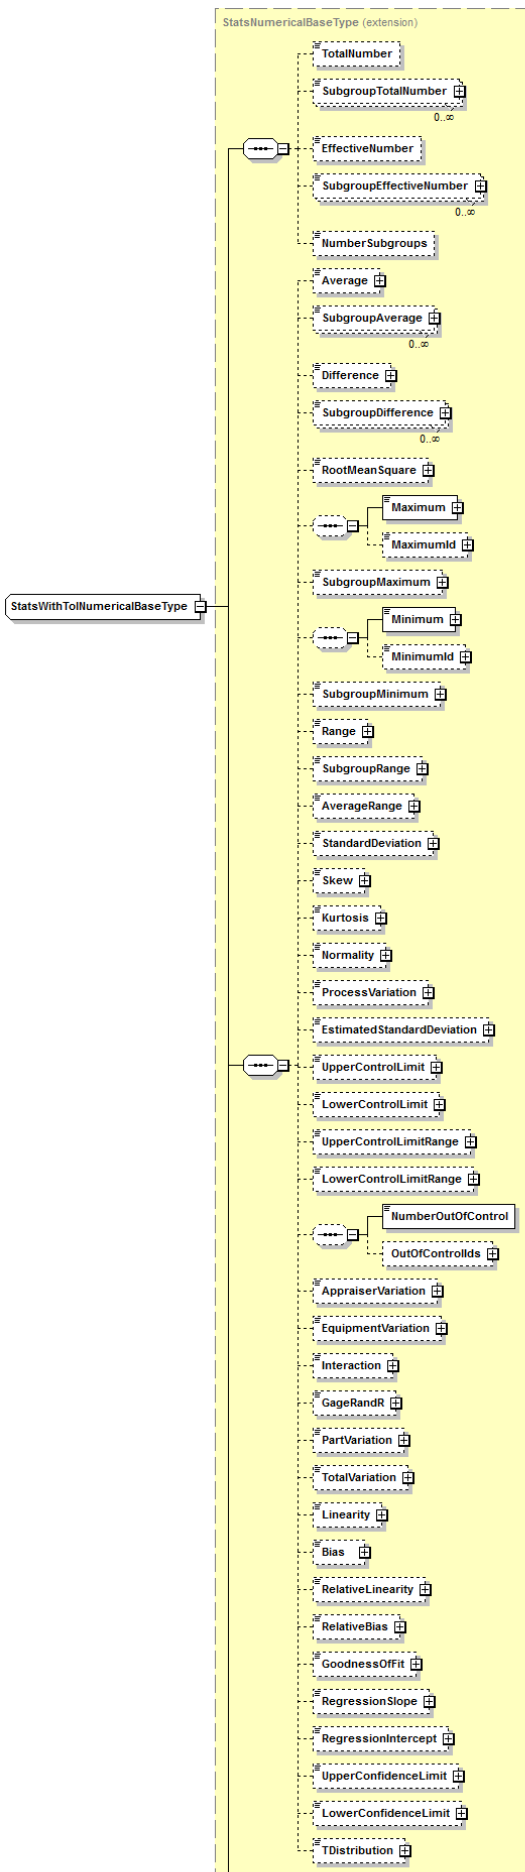 StatsNumericalBaseType (extension)
TotalNumber
SubgroupTotalNumber
0..∞
EffectiveNumber
SubgroupEffectiveNumber
0..∞
NumberSubgroups
Average
SubgroupAverage
0..∞
Difference
SubgroupDifference
0..∞
RootMeanSquare
Maximum
MaximumId
SubgroupMaximum
StatsWithTolNumericalBaseType
Minimum
MinimumId
SubgroupMinimum
Range
SubgroupRange
AverageRange
StandardDeviation
Skew
Kurtosis
Normality
ProcessVariation
EstimatedStandardDeviation
UpperControlLimit
LowerControlLimit
UpperControlLimitRange
LowerControlLimitRange
NumberOutOfControl
OutOfControlIds
AppraiserVariation
EquipmentVariation
Interaction
GageRandR
PartVariation
TotalVariation
Linearity
Bias
RelativeLinearity
RelativeBias
GoodnessOfFit
RegressionSlope
RegressionIntercept
UpperConfidenceLimit
LowerConfidenceLimit
TDistribution